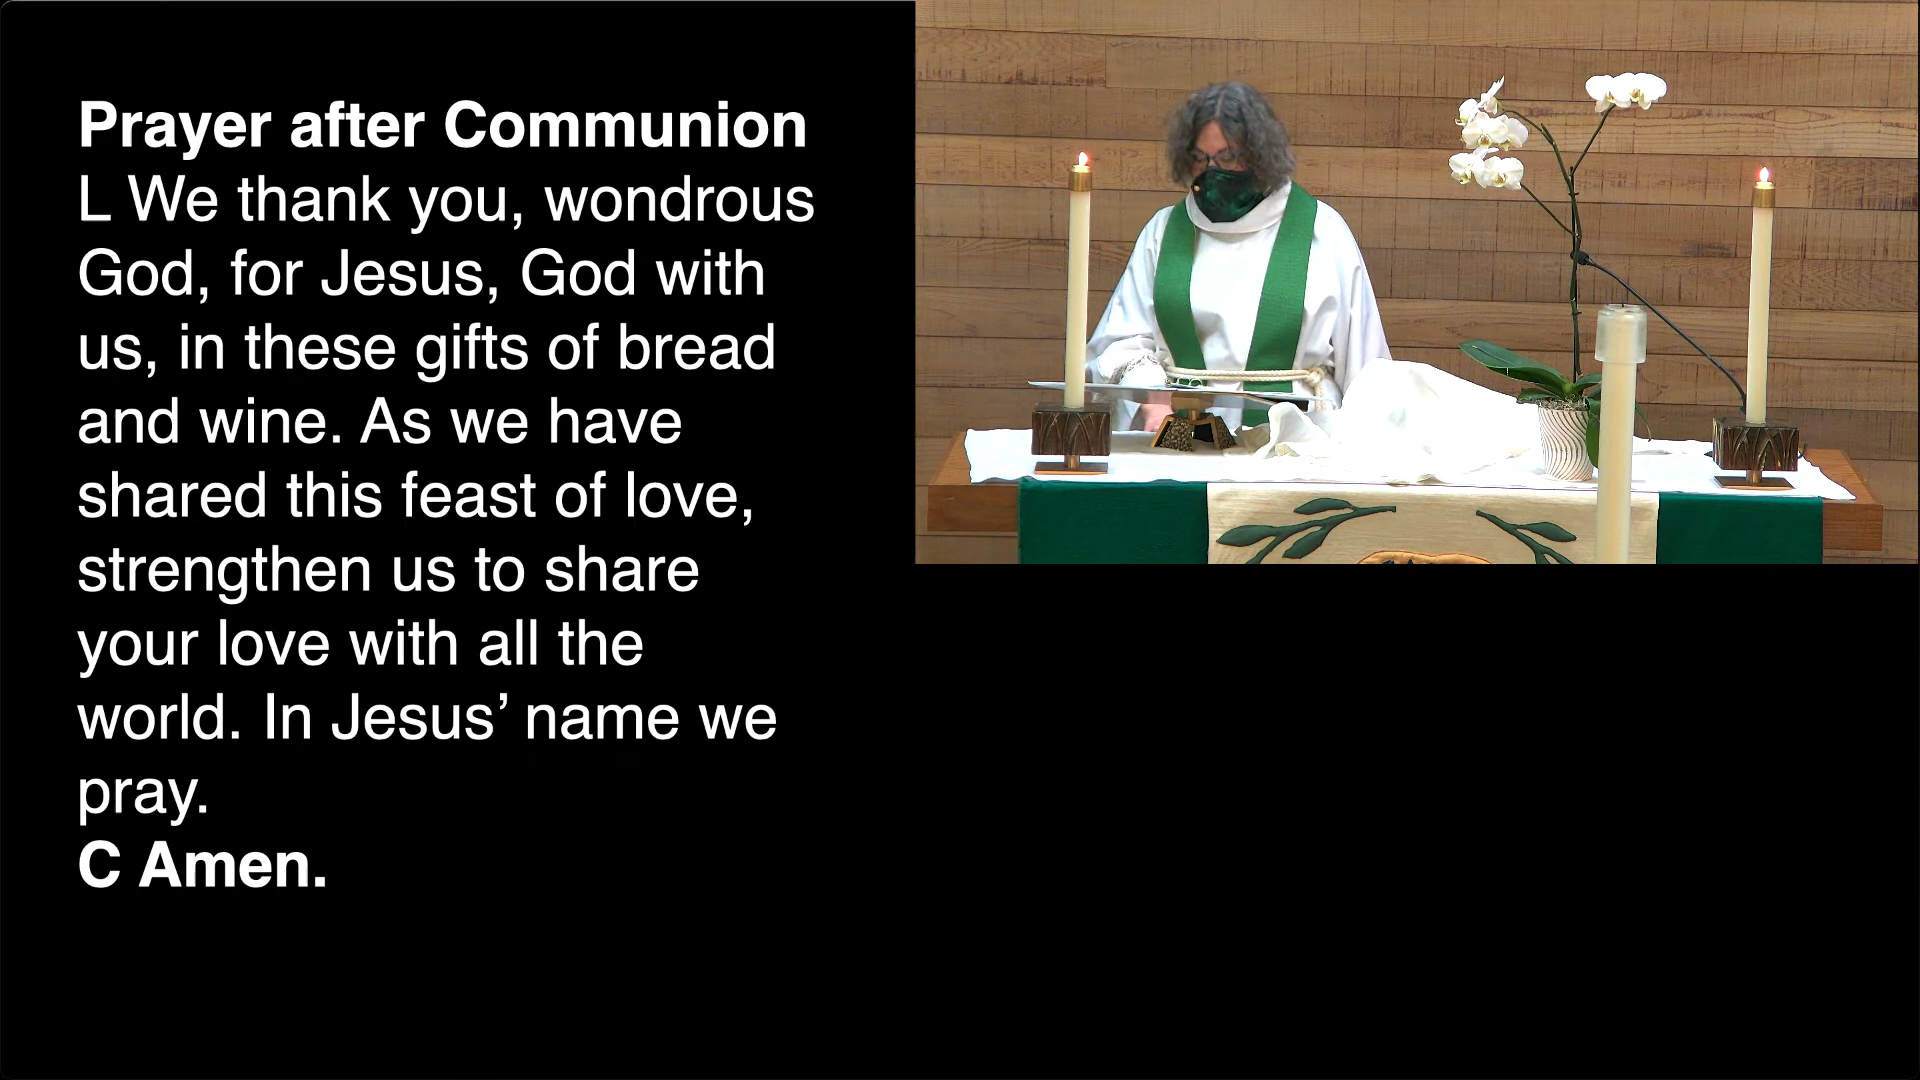 Prayer after Communion
L We thank you, wondrous
God, for Jesus, God with
us, in these gifts of bread
and wine. As we have
shared this feast of love,
strengthen us to share
your love with all the
world. In Jesus’ name we
pray.
C Amen.